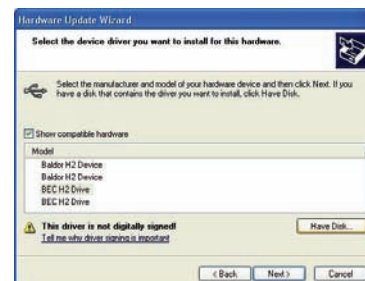 Hardware Update Wizard
Select the device driver you want to install for this hardware.
Select the manufacturer and model of your hardware device and then click Next. If you
have a disk that contains the driver you want to install, click Have Disk.
Show compatible hardware
Model
Baldor H2 Device
Baldor H2 Device
BEC H2 Drive
BEC H2 Drive
This driver is not digitally signed!
Have Disk...
Tell me why driver signing is important
< Back
Next >
Cancel